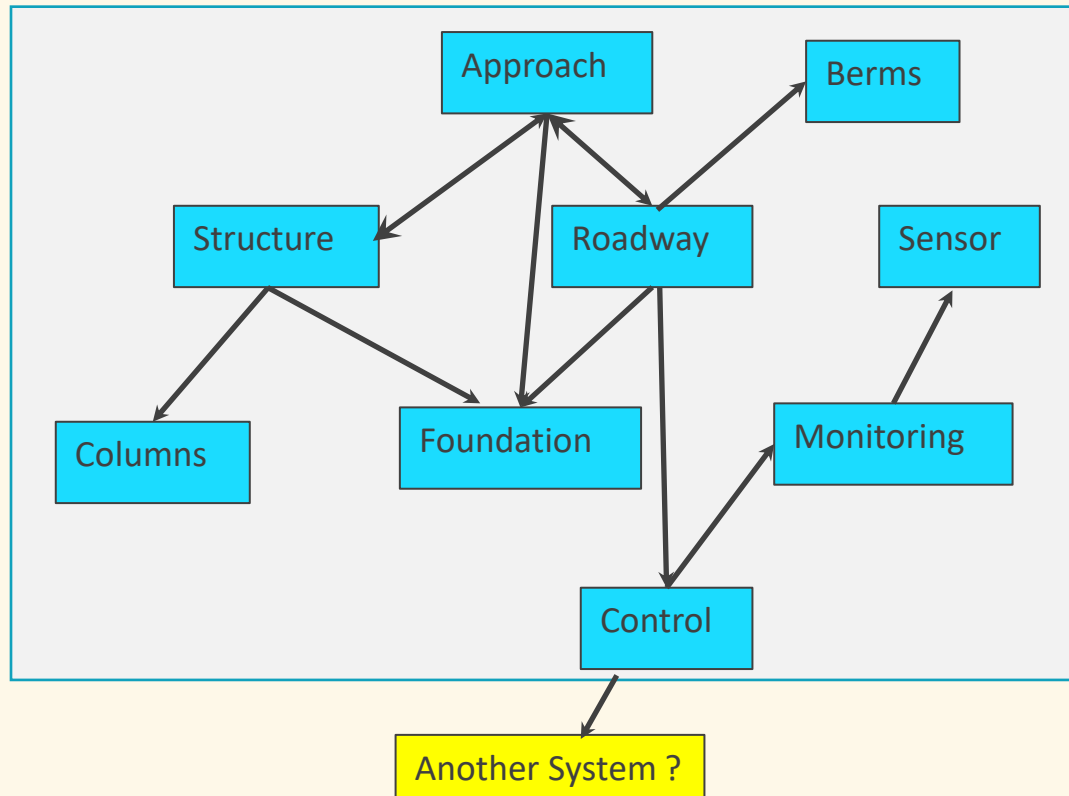 Approach
Berms
Structure
Roadway
Sensor
Columns
Foundation
Monitoring
Control
Another System ?